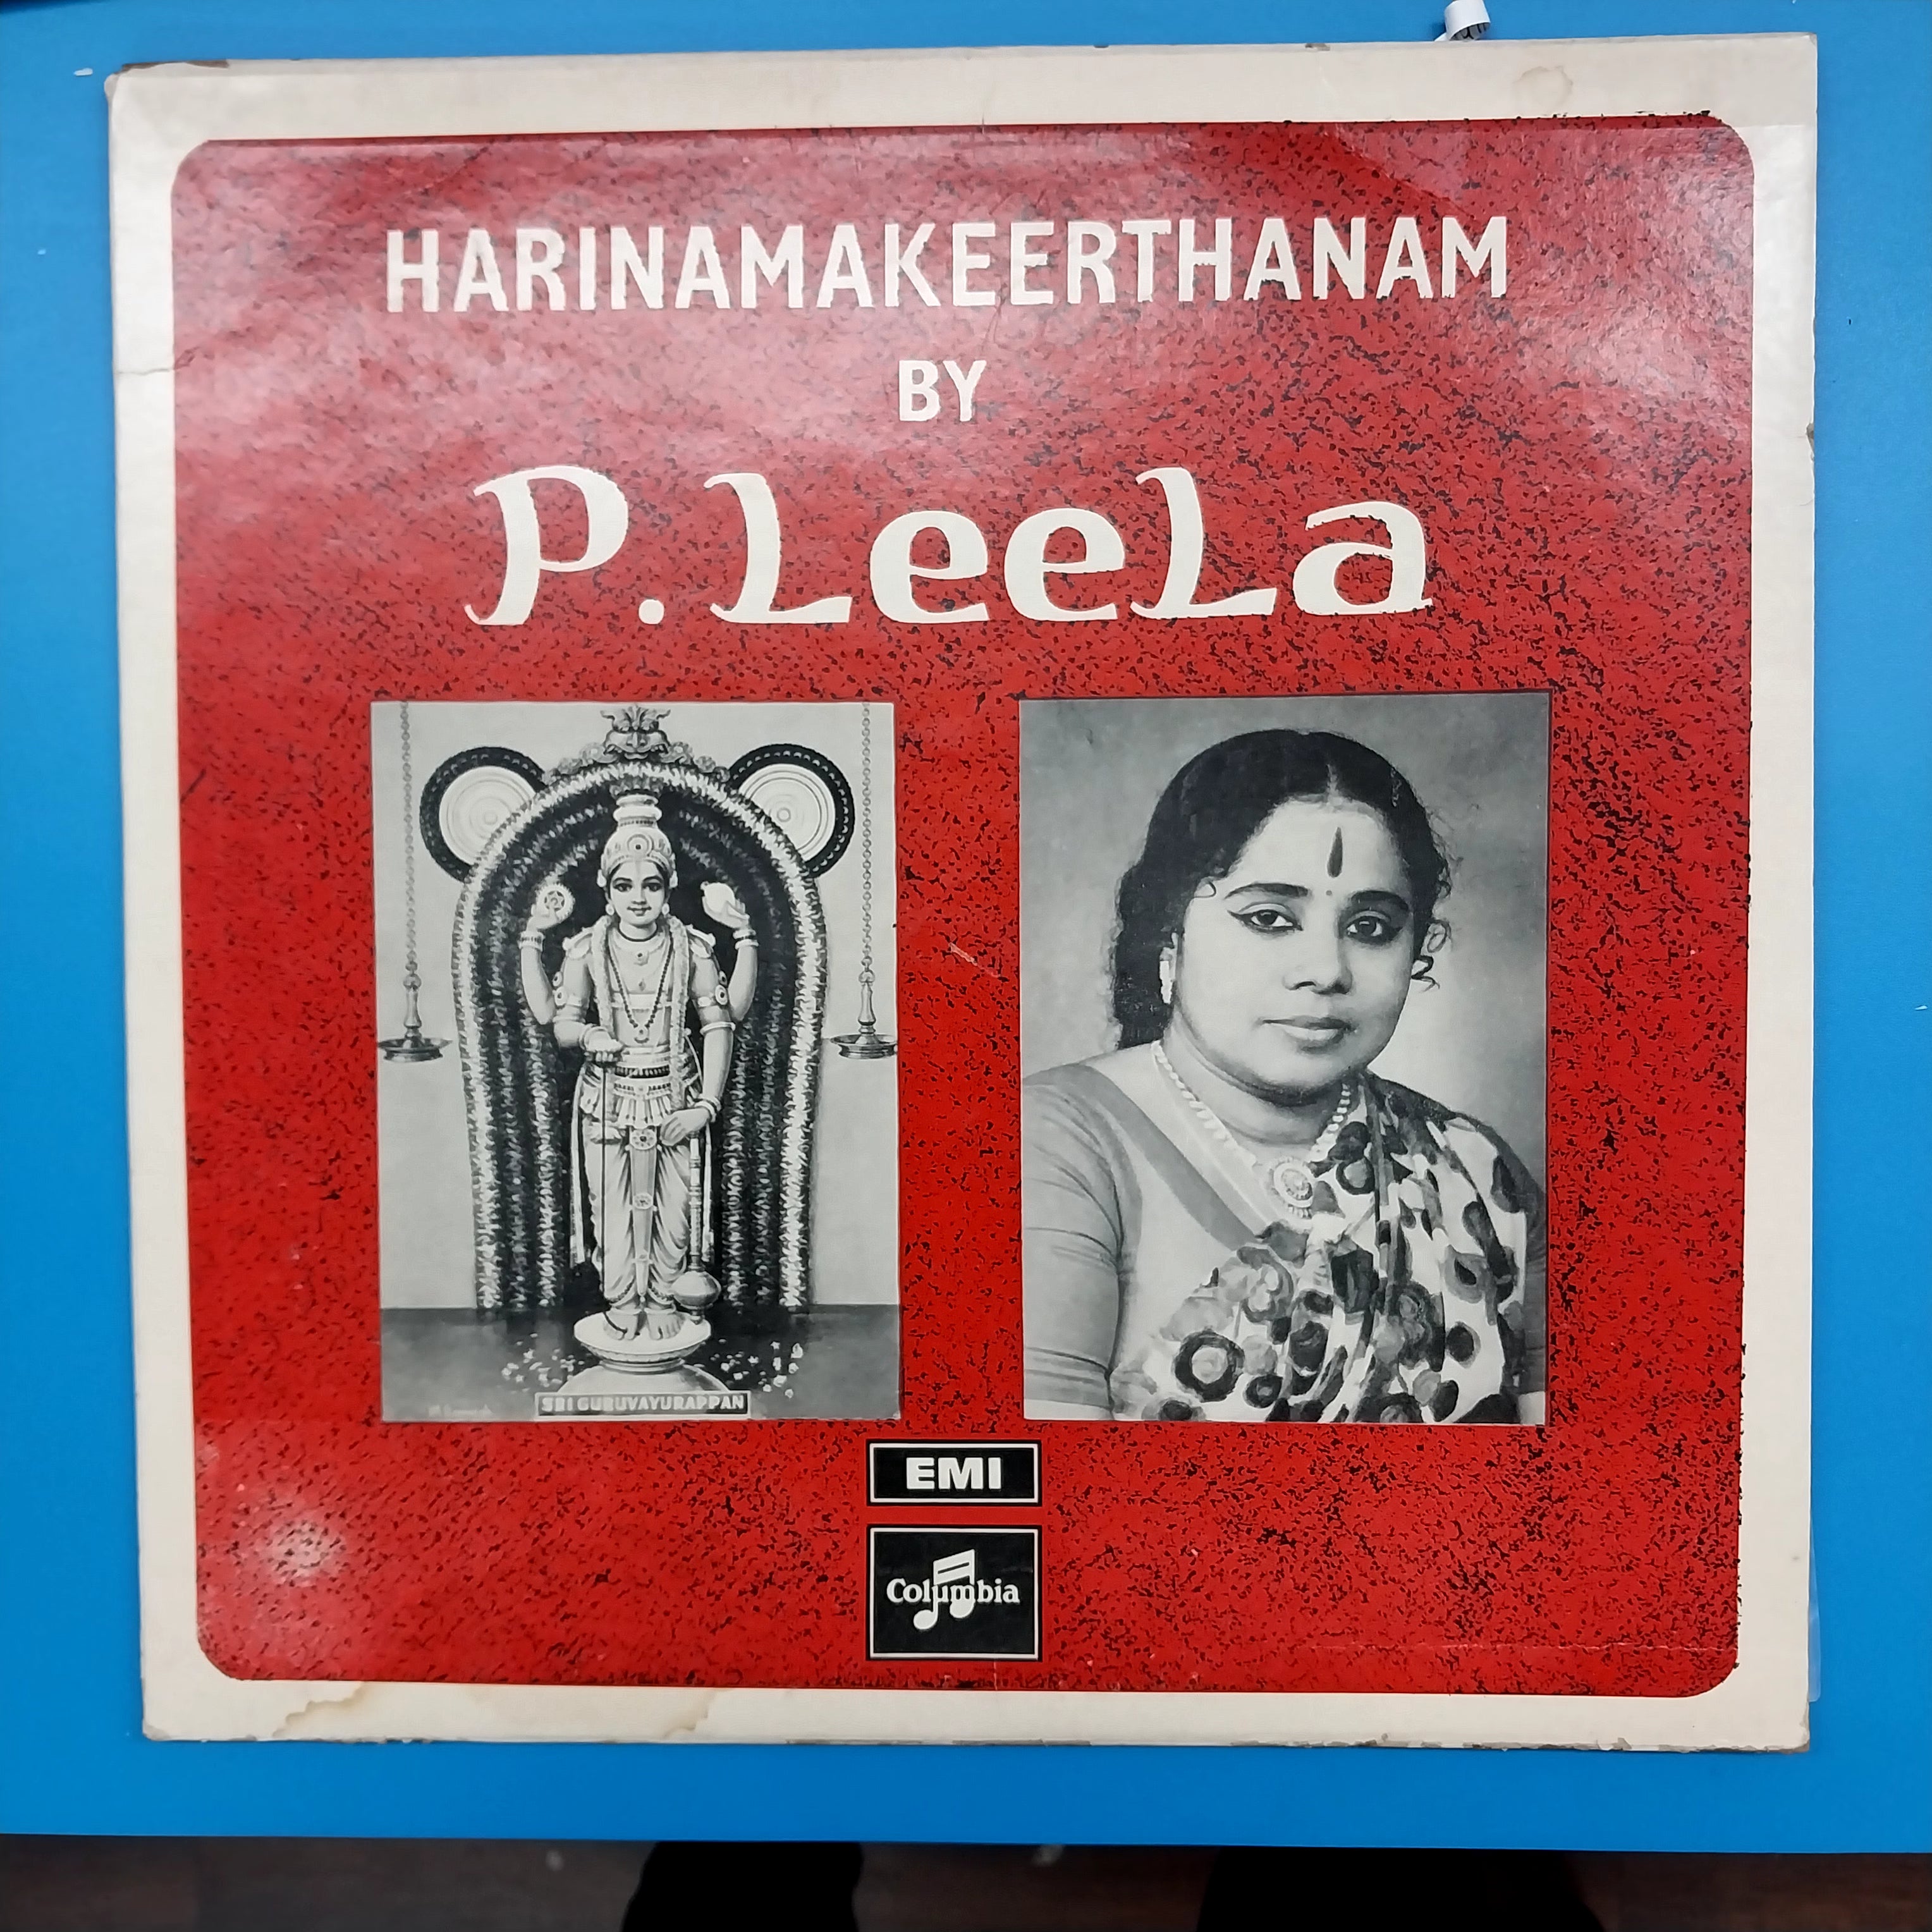 HARINAMAKEERTHANAM
BY
P. LeeLa
SRI GURUVAYURAPPAN
EMI
Columbia